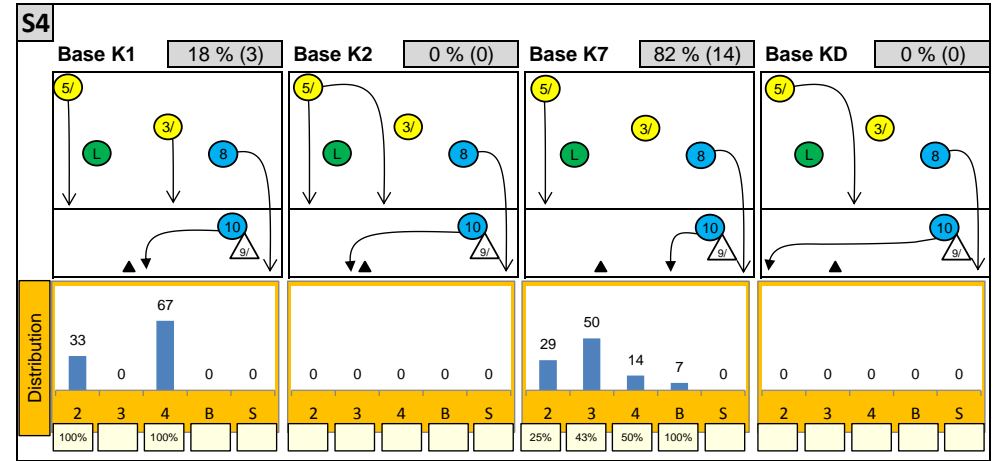 S4
Base K1 18 % (3) Base K2 0 % (0) Base K7 82 % (14) Base KD 0 % (0)
5/ 5/ 5/ 5/
3/ 3/ 3/ 3/
L 8 L 8 L 8 L 8
10 10 10 10
9/ 9/ 9/ 9/
Distribution
33 0 67 0 0 0 0 0 0 0 29 50 14 7 0 0 0 0 0 0
2 3 4 B S 2 3 4 B S 2 3 4 B S 2 3 4 B S
100% 100% 25% 43% 50% 100%